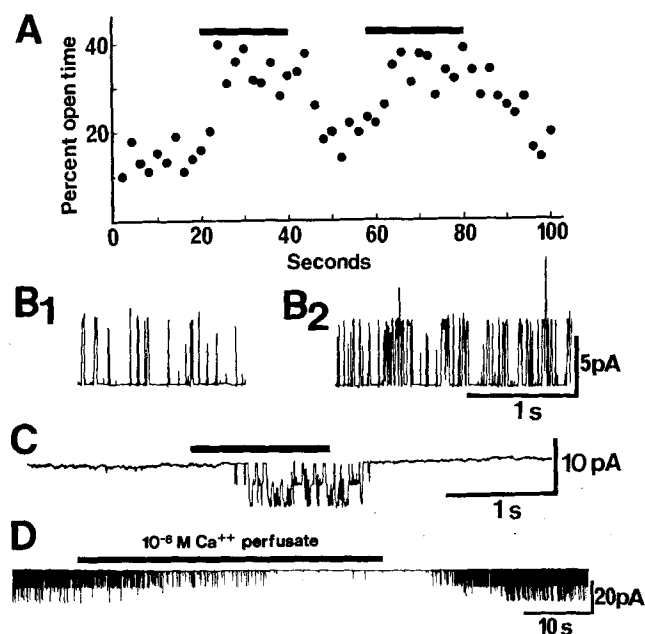 A
Percent open time
40
20
0 20 40 60 80 100
Seconds
B1
B2
5pA
1 s
C
10 pA
1 s
D
10⁻⁸ M Ca⁺⁺ perfusate
20pA
10 s